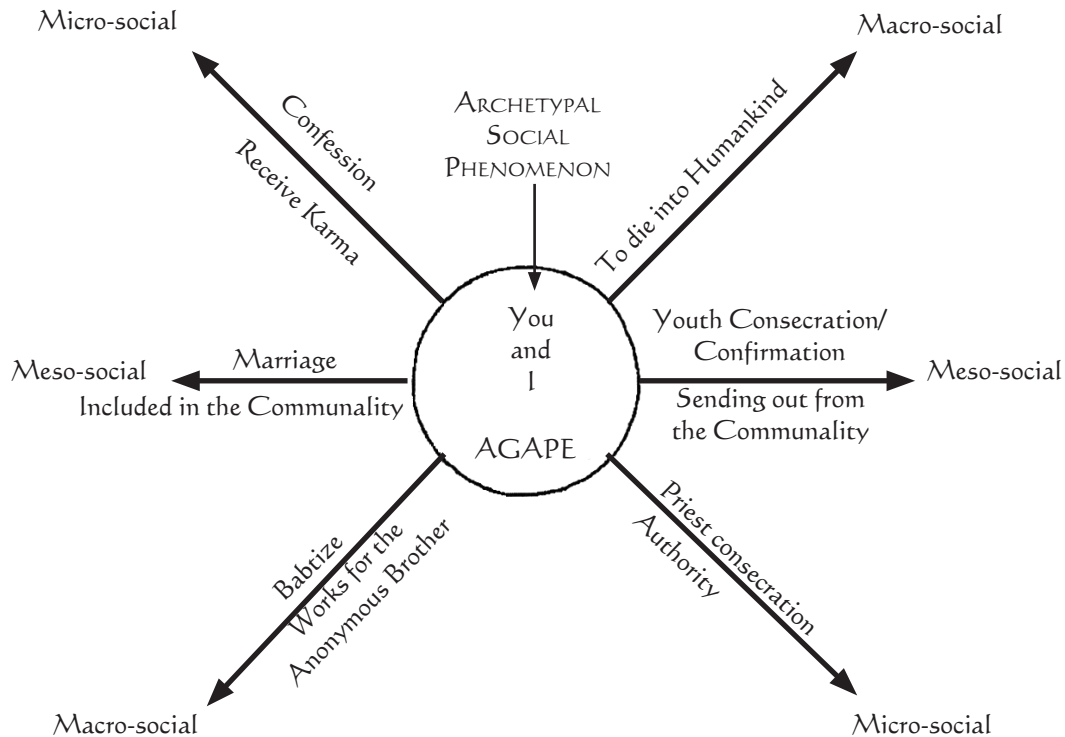 Micro-social
Macro-social
Confession
Receive Karma
ARCHETYPAL
SOCIAL
PHENOMENON
To die into Humankind
You
and
I
AGAPE
Meso-social
Marriage
Included in the Communality
Youth Consecration/
Confirmation
Sending out from
the Communality
Meso-social
Babtize
Works for the
Anonymous Brother
Priest consecration
Authority
Macro-social
Micro-social